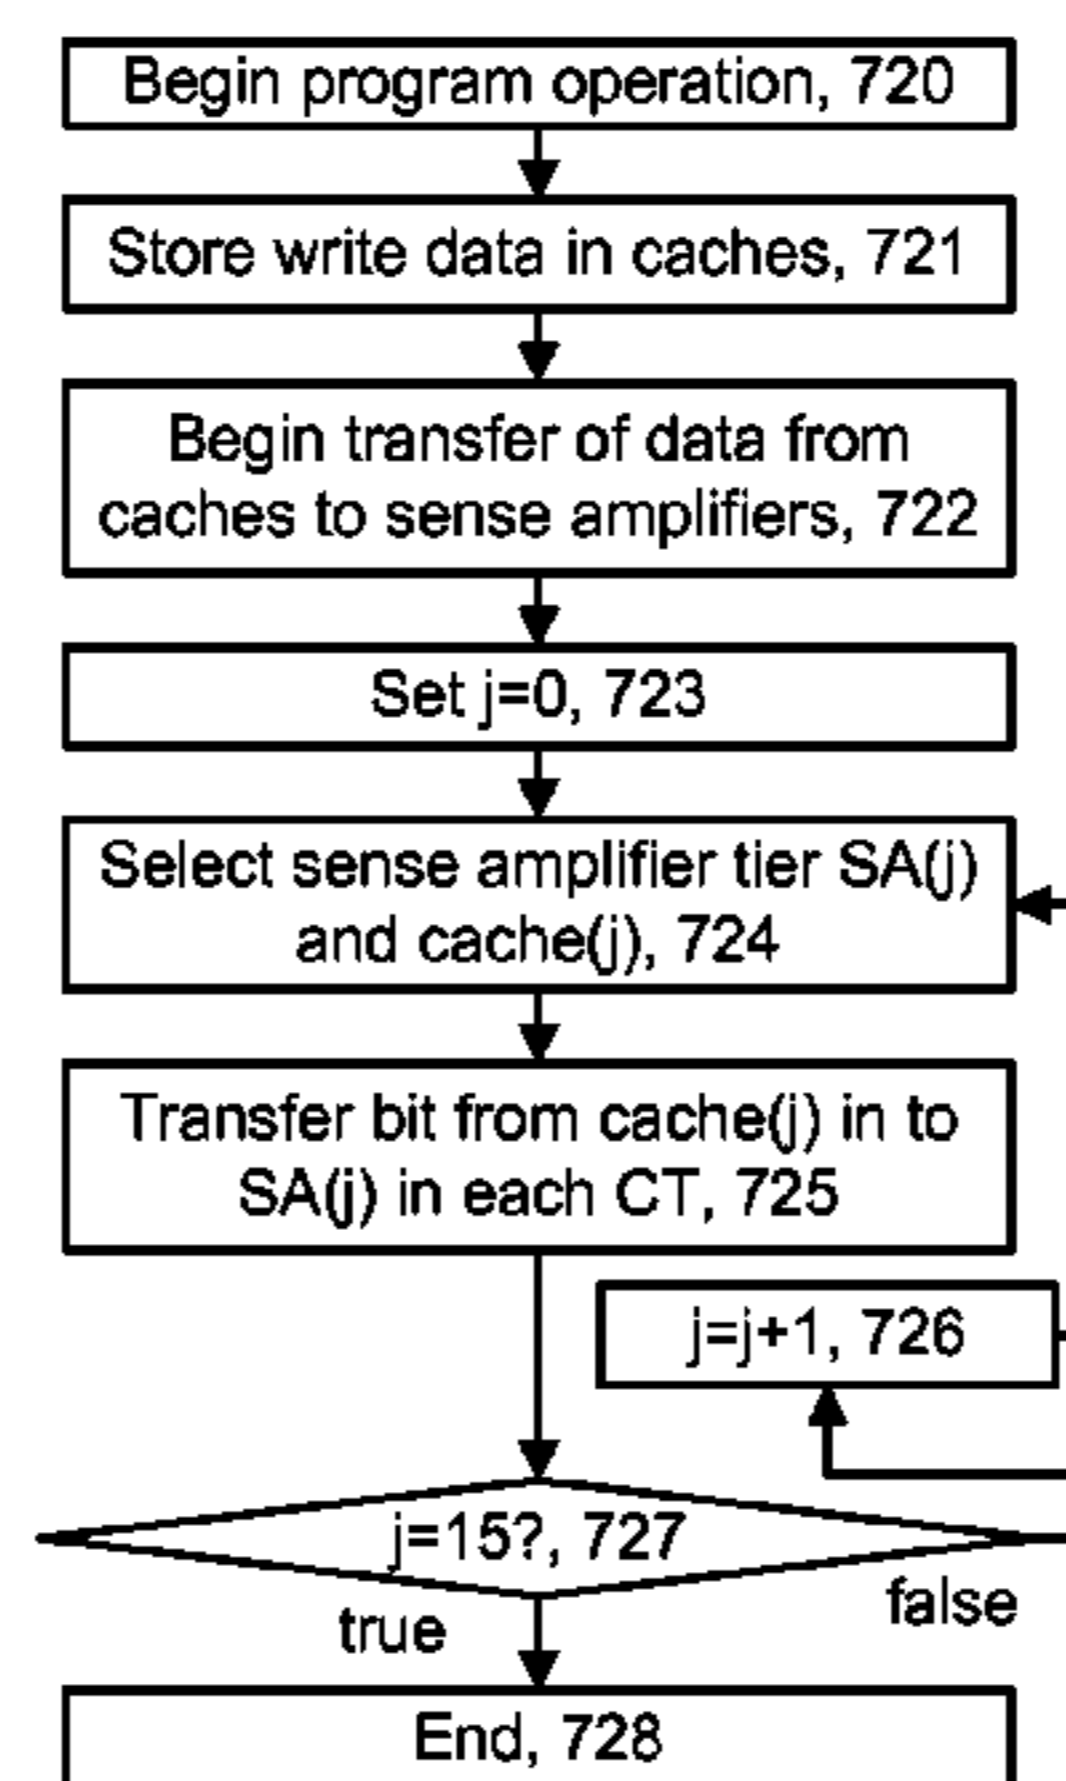 Begin program operation, 720
Store write data in caches, 721
Begin transfer of data from
caches to sense amplifiers, 722
Set j=0, 723
Select sense amplifier tier SA(j)
and cache(j), 724
Transfer bit from cache(j) in to
SA(j) in each CT, 725
j=j+1, 726
j=15?, 727
false
true
End, 728